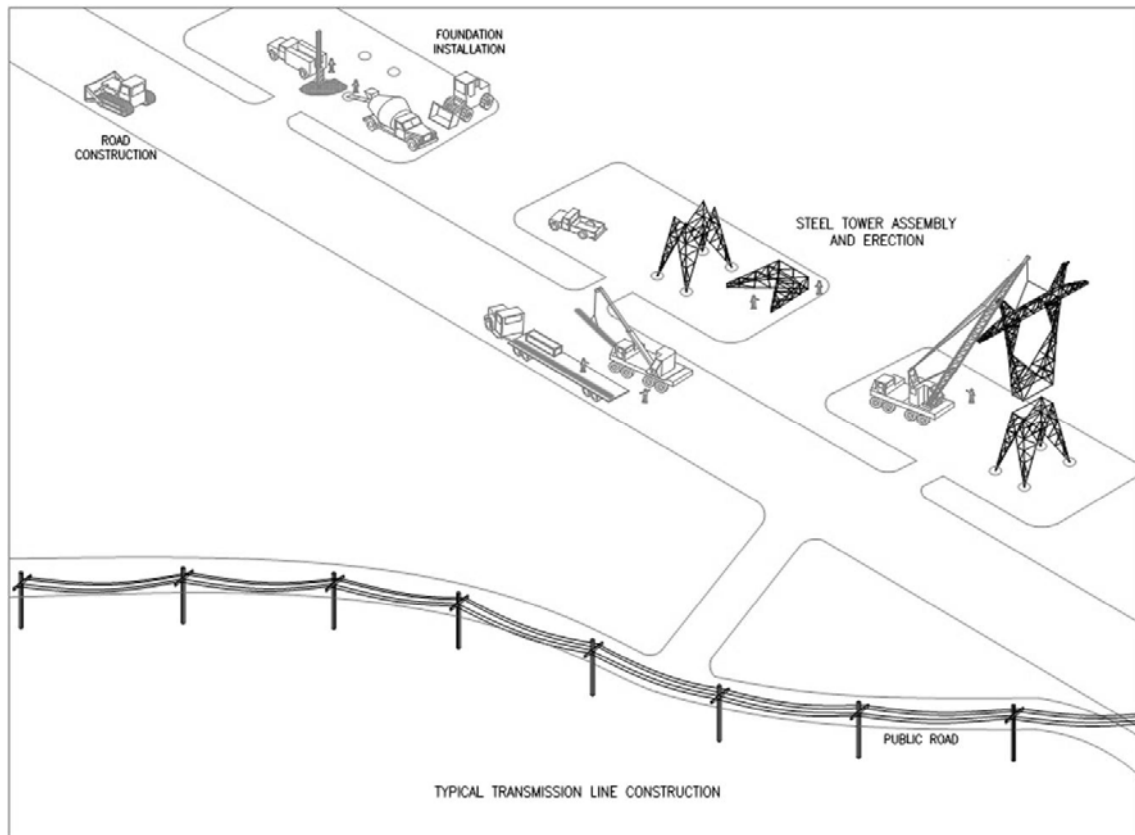 FOUNDATION
INSTALLATION
ROAD
CONSTRUCTION
STEEL TOWER ASSEMBLY
AND ERECTION
PUBLIC ROAD
TYPICAL TRANSMISSION LINE CONSTRUCTION